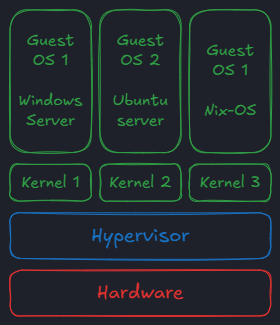 Guest
OS 1
Windows
Server
Guest
OS 2
Ubuntu
server
Guest
OS 1
Nix-OS
Kernel 1
Kernel 2
Kernel 3
Hypervisor
Hardware